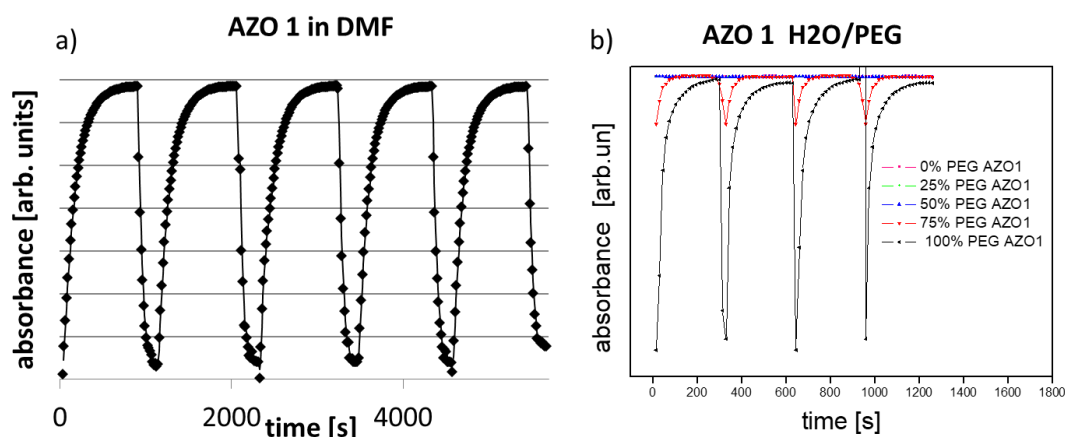 a)
AZO 1 in DMF
absorbance [arb. units]
0
2000
4000
time [s]
b)
AZO 1 H2O/PEG
absorbance [arb.un]
0% PEG AZO1
25% PEG AZO1
50% PEG AZO1
75% PEG AZO1
100% PEG AZO1
0 200 400 600 800 1000 1200 1400 1600 1800
time [s]